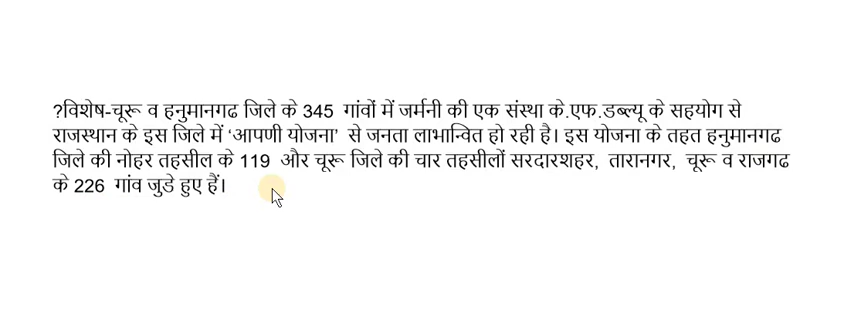 ?विशेष-चूरू व हनुमानगढ जिले के 345 गांवों में जर्मनी की एक संस्था के.एफ.डब्ल्यू के सहयोग से
राजस्थान के इस जिले में 'आपणी योजना' से जनता लाभान्वित हो रही है। इस योजना के तहत हनुमानगढ
जिले की नोहर तहसील के 119 और चूरू जिले की चार तहसीलों सरदारशहर, तारानगर, चूरू व राजगढ
के 226 गांव जुडे हुए हैं।